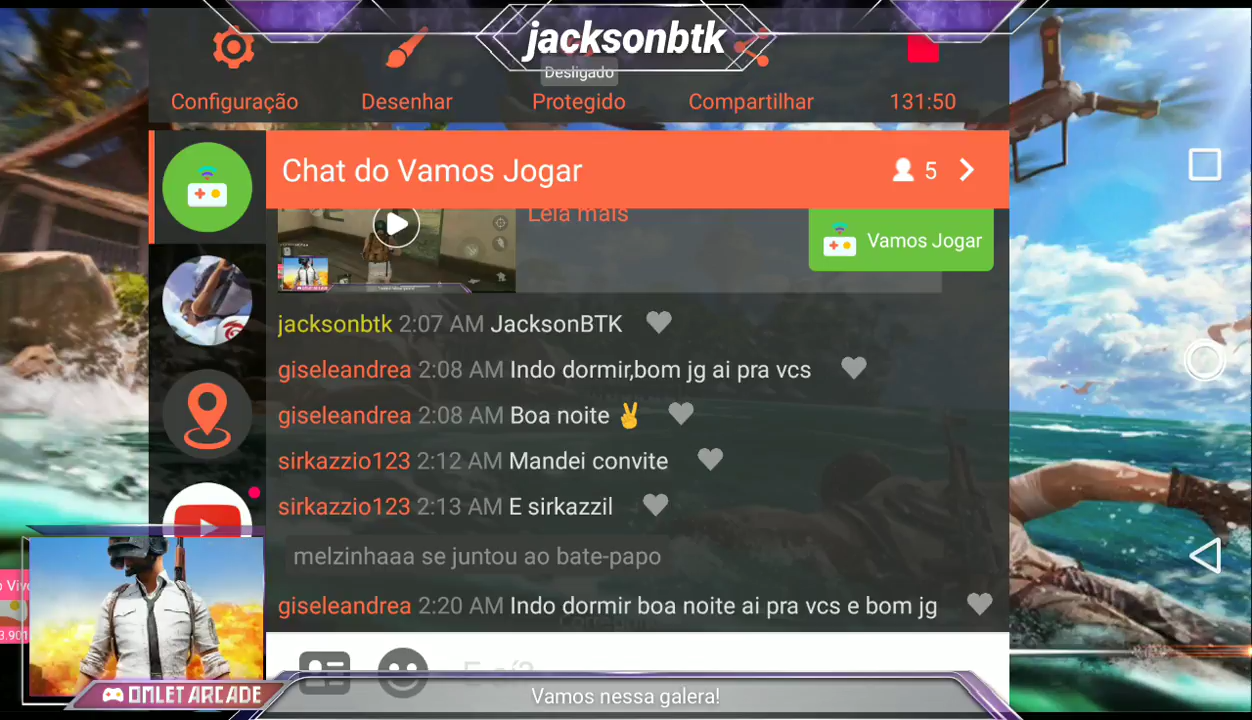 jacksonbtk
Desligado
Configuração
Desenhar
Protegido
Compartilhar
131:50
Chat do Vamos Jogar
5
Leia mais
Vamos Jogar
jacksonbtk 2:07 AM JacksonBTK
giseleandrea 2:08 AM Indo dormir,bom jg ai pra vcs
giseleandrea 2:08 AM Boa noite ✌
sirkazzio123 2:12 AM Mandei convite
sirkazzio123 2:13 AM E sirkazzil
melzinhaaa se juntou ao bate-papo
giseleandrea 2:20 AM Indo dormir boa noite ai pra vcs e bom jg
E aí?
OMLET ARCADE
Vamos nessa galera!